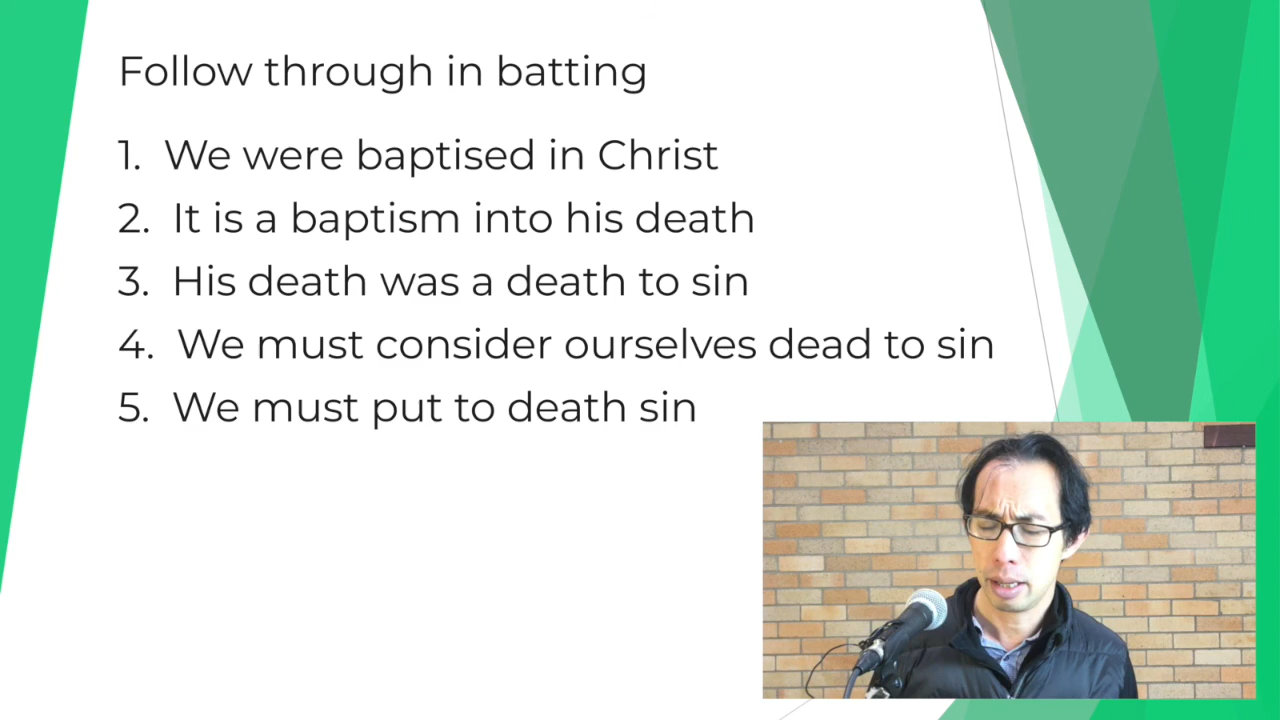 Follow through in batting
1. We were baptised in Christ
2. It is a baptism into his death
3. His death was a death to sin
4. We must consider ourselves dead to sin
5. We must put to death sin